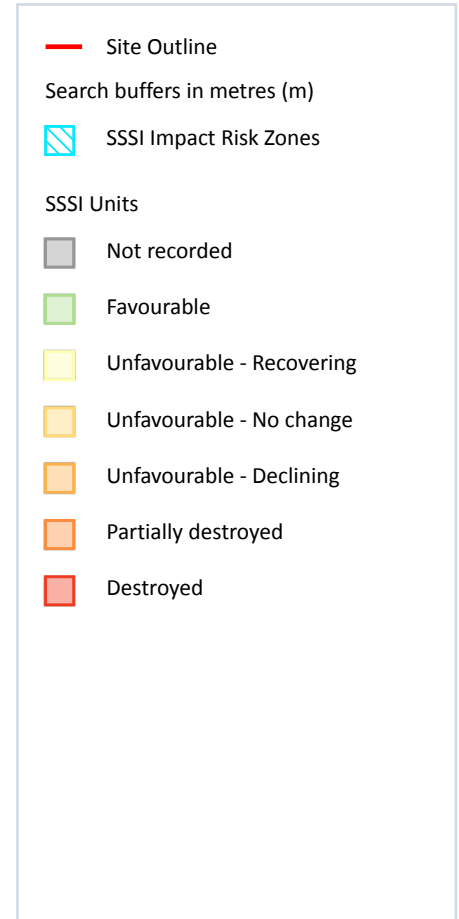 Site Outline
Search buffers in metres (m)
SSSI Impact Risk Zones
SSSI Units
Not recorded
Favourable
Unfavourable - Recovering
Unfavourable - No change
Unfavourable - Declining
Partially destroyed
Destroyed